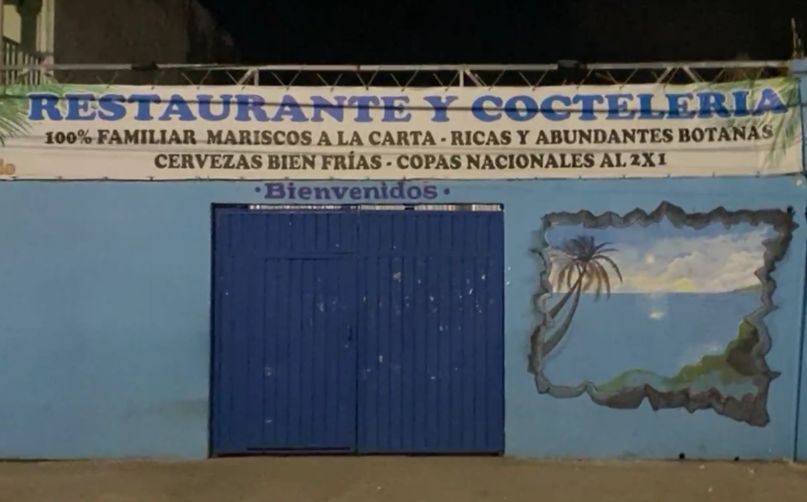 RESTAURANTE Y COCTELERIA
100% FAMILIAR MARISCOS A LA CARTA - RICAS Y ABUNDANTES BOTANAS
CERVEZAS BIEN FRÍAS - COPAS NACIONALES AL 2X1
·Bienvenidos·